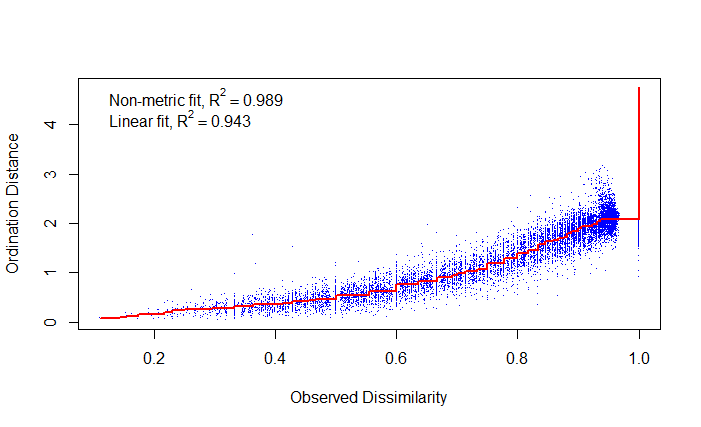 Non-metric fit, R² = 0.989
Linear fit, R² = 0.943
Ordination Distance
4
3
2
1
0
0.2 0.4 0.6 0.8 1.0
Observed Dissimilarity